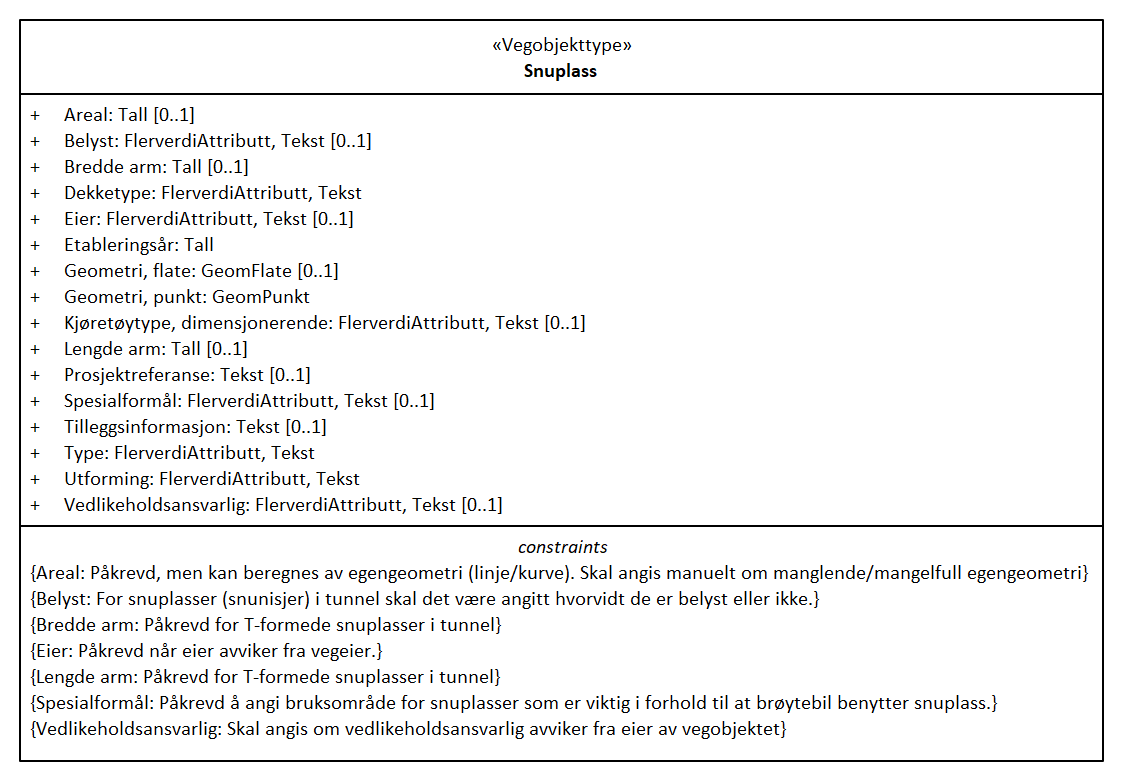 «Vegobjekttype»
Snuplass
+ Areal: Tall [0..1]
+ Belyst: FlerverdiAttributt, Tekst [0..1]
+ Bredde arm: Tall [0..1]
+ Dekketype: FlerverdiAttributt, Tekst
+ Eier: FlerverdiAttributt, Tekst [0..1]
+ Etableringsår: Tall
+ Geometri, flate: GeomFlate [0..1]
+ Geometri, punkt: GeomPunkt
+ Kjøretøytype, dimensjonerende: FlerverdiAttributt, Tekst [0..1]
+ Lengde arm: Tall [0..1]
+ Prosjektreferanse: Tekst [0..1]
+ Spesialformål: FlerverdiAttributt, Tekst [0..1]
+ Tilleggsinformasjon: Tekst [0..1]
+ Type: FlerverdiAttributt, Tekst
+ Utforming: FlerverdiAttributt, Tekst
+ Vedlikeholdsansvarlig: FlerverdiAttributt, Tekst [0..1]
constraints
{Areal: Påkrevd, men kan beregnes av egengeometri (linje/kurve). Skal angis manuelt om manglende/mangelfull egengeometri}
{Belyst: For snuplasser (snunisjer) i tunnel skal det være angitt hvorvidt de er belyst eller ikke.}
{Bredde arm: Påkrevd for T-formede snuplasser i tunnel}
{Eier: Påkrevd når eier avviker fra vegeier.}
{Lengde arm: Påkrevd for T-formede snuplasser i tunnel}
{Spesialformål: Påkrevd å angi bruksområde for snuplasser som er viktig i forhold til at brøytebil benytter snuplass.}
{Vedlikeholdsansvarlig: Skal angis om vedlikeholdsansvarlig avviker fra eier av vegobjektet}